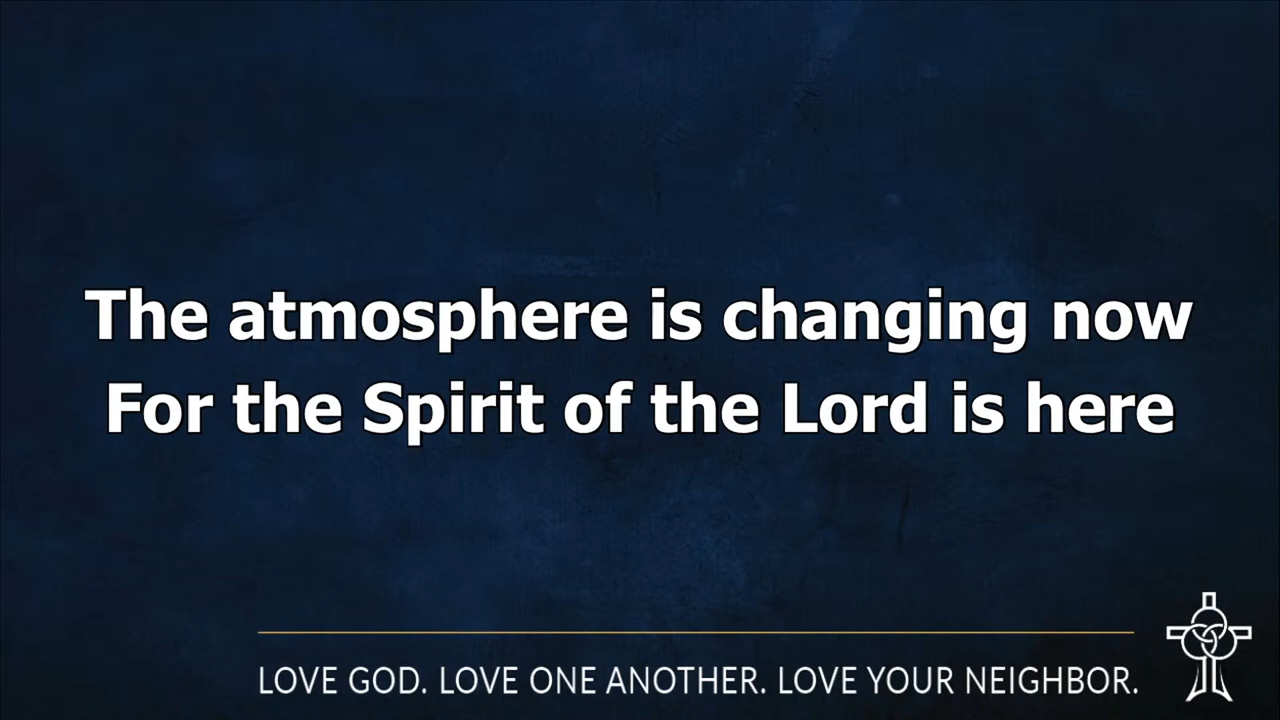 The atmosphere is changing now
For the Spirit of the Lord is here
LOVE GOD. LOVE ONE ANOTHER. LOVE YOUR NEIGHBOR.